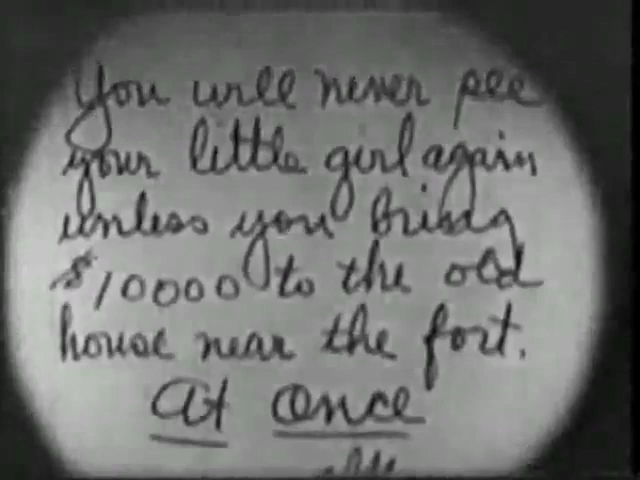 You will never see
your little girl again
unless you bring
$10000 to the old
house near the fort.
At Once